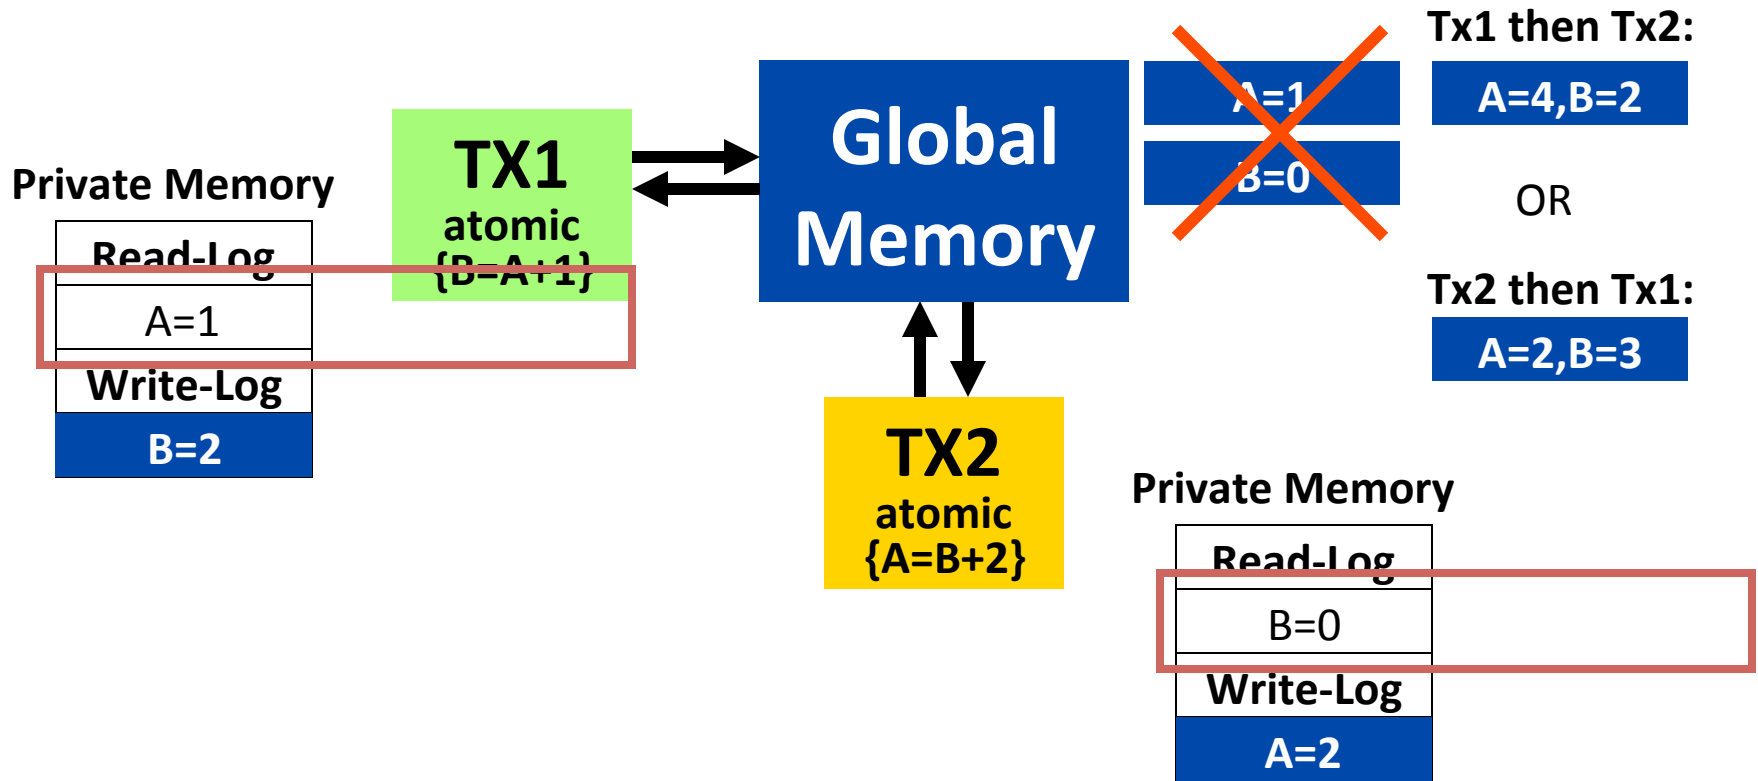 Private Memory
Read-Log
A=1
Write-Log
B=2
TX1
atomic
{B=A+1}
Global
Memory
A=1
B=0
Tx1 then Tx2:
A=4,B=2
OR
Tx2 then Tx1:
A=2,B=3
TX2
atomic
{A=B+2}
Private Memory
Read-Log
B=0
Write-Log
A=2